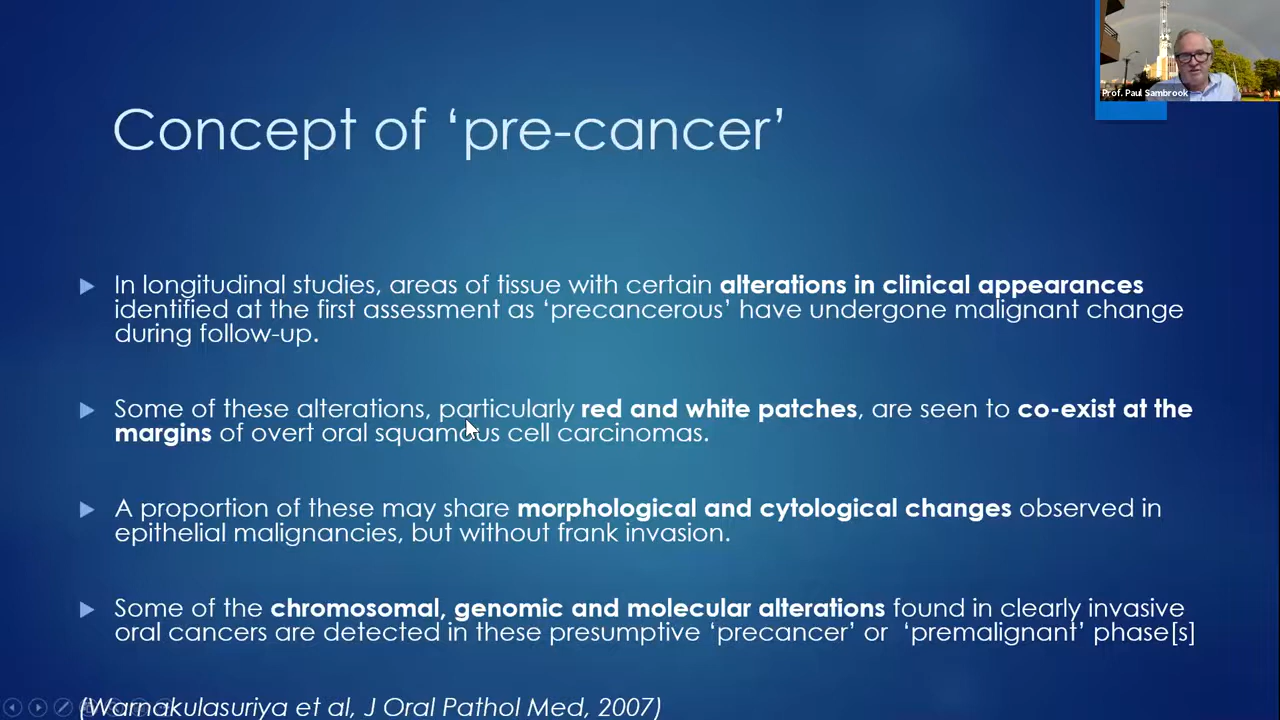 Prof. Paul Sambrook
Concept of ‘pre-cancer’
In longitudinal studies, areas of tissue with certain alterations in clinical appearances
identified at the first assessment as ‘precancerous’ have undergone malignant change
during follow-up.
Some of these alterations, particularly red and white patches, are seen to co-exist at the
margins of overt oral squamous cell carcinomas.
A proportion of these may share morphological and cytological changes observed in
epithelial malignancies, but without frank invasion.
Some of the chromosomal, genomic and molecular alterations found in clearly invasive
oral cancers are detected in these presumptive ‘precancer’ or ‘premalignant’ phase[s]
(Warnakulasuriya et al, J Oral Pathol Med, 2007)